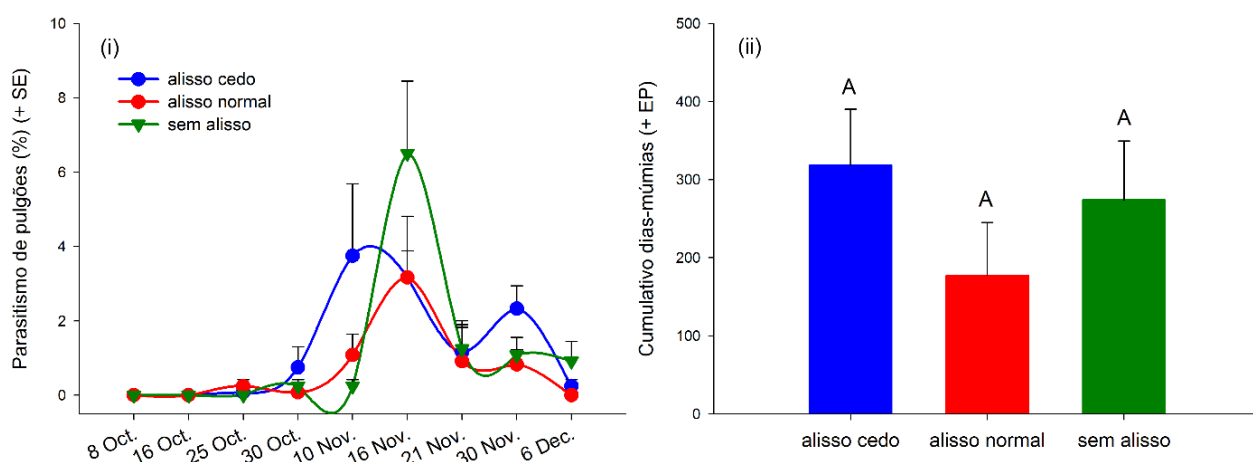 (i)
Parasitismo de pulgões (%) (+ SE)
10
8
6
4
2
0
alisso cedo
alisso normal
sem alisso
8 Oct.
16 Oct.
25 Oct.
30 Oct.
10 Nov.
16 Nov.
21 Nov.
30 Nov.
6 Dec.
(ii)
Cumulativo dias-múmias (+ EP)
500
400
300
200
100
0
A
A
A
alisso cedo
alisso normal
sem alisso